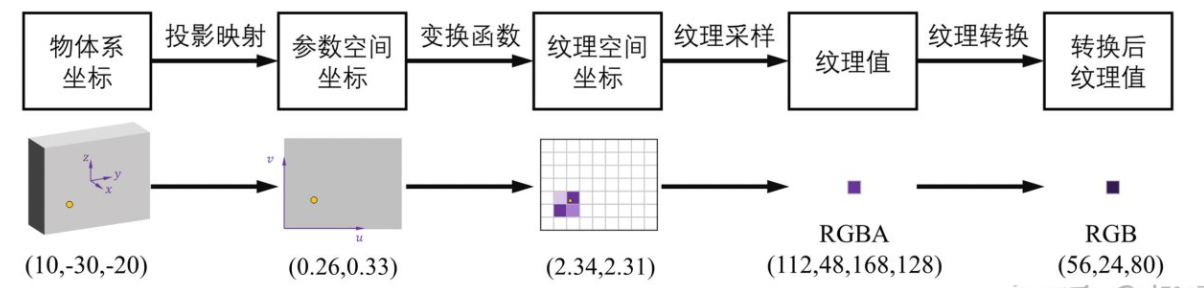 投影映射
变换函数
纹理采样
纹理转换
物体系
坐标
参数空间
坐标
纹理空间
坐标
纹理值
转换后
纹理值
z
y
x
v
u
RGBA
RGB
(10,-30,-20)
(0.26,0.33)
(2.34,2.31)
(112,48,168,128)
(56,24,80)